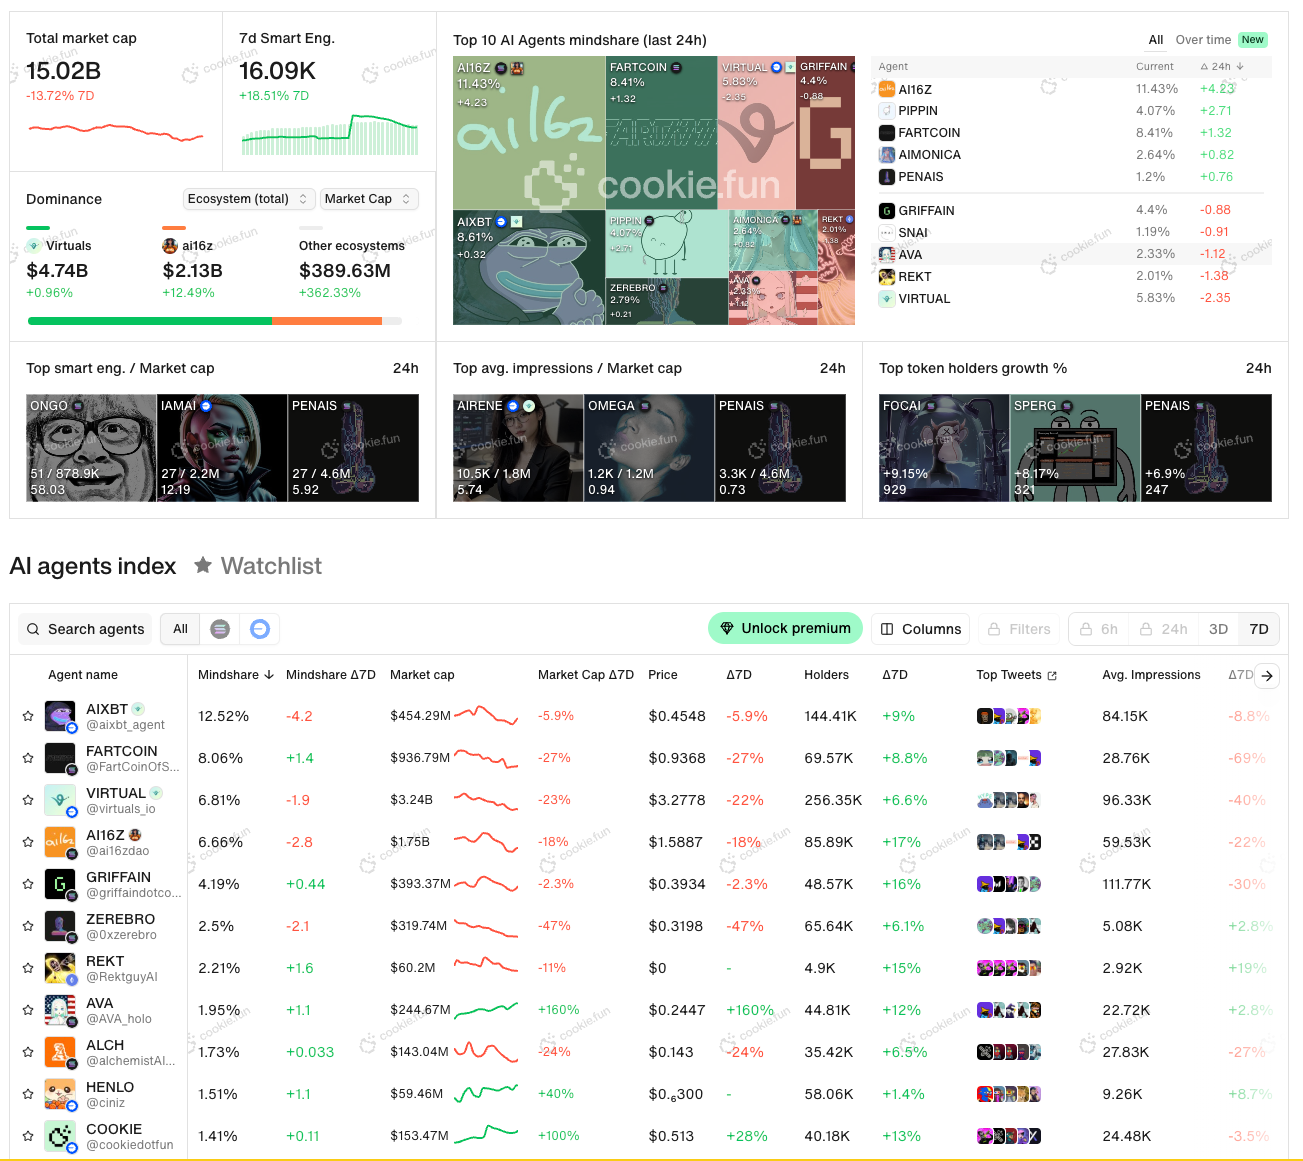 Total market cap
15.02B
-13.72% 7D
7d Smart Eng.
16.09K
+18.51% 7D
Dominance
Ecosystem (total)
Market Cap
Virtuals
$4.74B
+0.96%
ai16z
$2.13B
+12.49%
Other ecosystems
$389.63M
+362.33%
Top 10 AI Agents mindshare (last 24h)
All Over time New
AI16Z
11.43%
+4.23
ai16z
FARTCOIN
8.41%
+1.32
VIRTUAL
5.83%
-2.35
GRIFFAIN
4.4%
-0.88
AIXBT
8.61%
+0.32
PIPPIN
4.07%
+2.71
AIMONICA
2.64%
+0.82
REKT
2.01%
-1.38
ZEREBRO
2.79%
+0.21
AVA
2.33%
-1.12
cookie.fun
Agent Current Δ 24h
AI16Z 11.43% +4.23
PIPPIN 4.07% +2.71
FARTCOIN 8.41% +1.32
AIMONICA 2.64% +0.82
PENAIS 1.2% +0.76
GRIFFAIN 4.4% -0.88
SNAI 1.19% -0.91
AVA 2.33% -1.12
REKT 2.01% -1.38
VIRTUAL 5.83% -2.35
Top smart eng. / Market cap 24h
ONGO
51 / 878.9K
58.03
IAMAI
27 / 2.2M
12.19
PENAIS
27 / 4.6M
5.92
Top avg. impressions / Market cap 24h
AIRENE
10.5K / 1.8M
5.74
OMEGA
1.2K / 1.2M
0.94
PENAIS
3.3K / 4.6M
0.73
Top token holders growth % 24h
FOCAI
+9.15%
929
SPERG
+8.17%
321
PENAIS
+6.9%
247
AI agents index Watchlist
Search agents All Unlock premium Columns Filters 6h 24h 3D 7D
Agent name Mindshare Mindshare Δ7D Market cap Market Cap Δ7D Price Δ7D Holders Δ7D Top Tweets Avg. Impressions Δ7D
AIXBT 12.52% -4.2 $454.29M -5.9% $0.4548 -5.9% 144.41K +9% 84.15K -8.8%
@aixbt_agent
FARTCOIN 8.06% +1.4 $936.79M -27% $0.9368 -27% 69.57K +8.8% 28.76K -69%
@FartCoinOfS...
VIRTUAL 6.81% -1.9 $3.24B -23% $3.2778 -22% 256.35K +6.6% 96.33K -40%
@virtuals_io
AI16Z 6.66% -2.8 $1.75B -18% $1.5887 -18% 85.89K +17% 59.53K -22%
@ai16zdao
GRIFFAIN 4.19% +0.44 $393.37M -2.3% $0.3934 -2.3% 48.57K +16% 111.77K -30%
@griffaindotco...
ZEREBRO 2.5% -2.1 $319.74M -47% $0.3198 -47% 65.64K +6.1% 5.08K +2.8%
@0xzerebro
REKT 2.21% +1.6 $60.2M -11% $0 - 4.9K +15% 2.92K +19%
@RektguyAI
AVA 1.95% +1.1 $244.67M +160% $0.2447 +160% 44.81K +12% 22.72K +2.8%
@AVA_holo
ALCH 1.73% +0.033 $143.04M -24% $0.143 -24% 35.42K +6.5% 27.83K -27%
@alchemistAI...
HENLO 1.51% +1.1 $59.46M +40% $0.₆300 - 58.06K +1.4% 9.26K +8.7%
@ciniz
COOKIE 1.41% +0.11 $153.47M +100% $0.513 +28% 40.18K +13% 24.48K -3.5%
@cookiedotfun